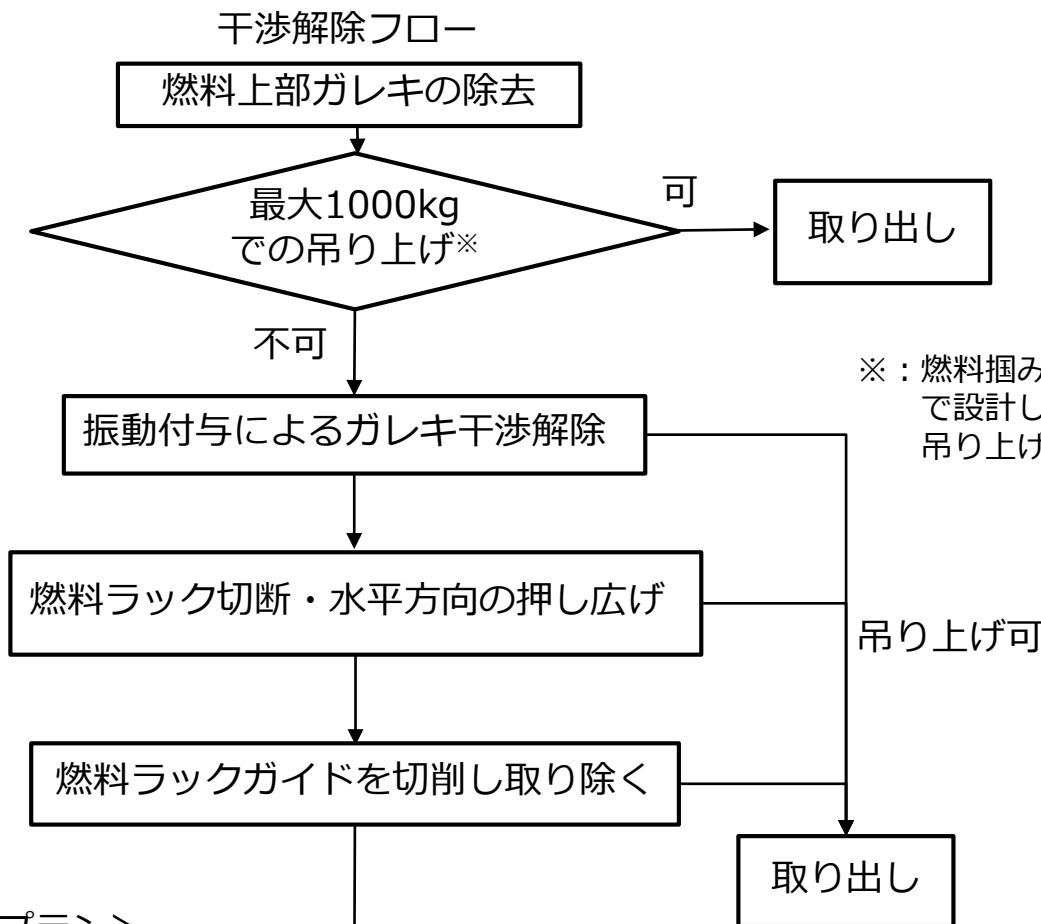 干渉解除フロー
燃料上部ガレキの除去
最大1000kg
での吊り上げ※
可
取り出し
不可
※：燃料掴み
で設計し
吊り上げ
振動付与によるガレキ干渉解除
燃料ラック切断・水平方向の押し広げ
吊り上げ可
燃料ラックガイドを切削し取り除く
取り出し
プラン＞